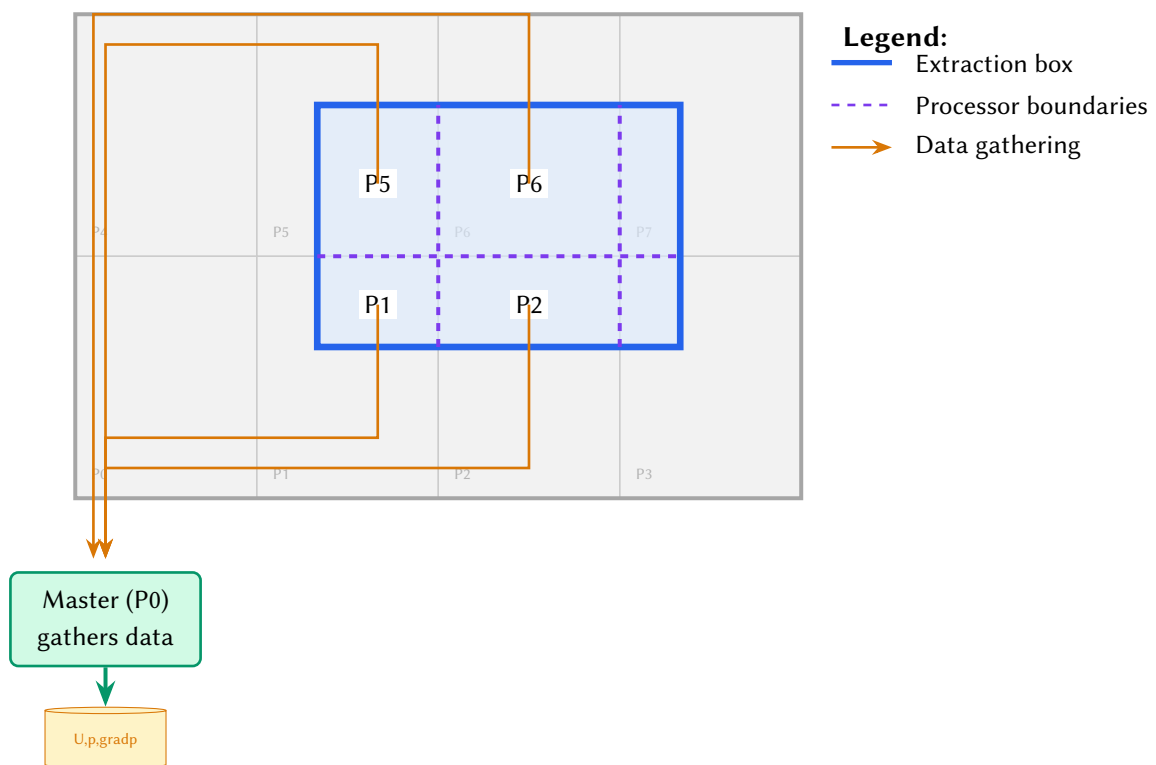 Legend:
Extraction box
Processor boundaries
Data gathering
P5
P6
P4
P5
P6
P7
P1
P2
P0
P1
P2
P3
Master (P0)
gathers data
U,p,gradp